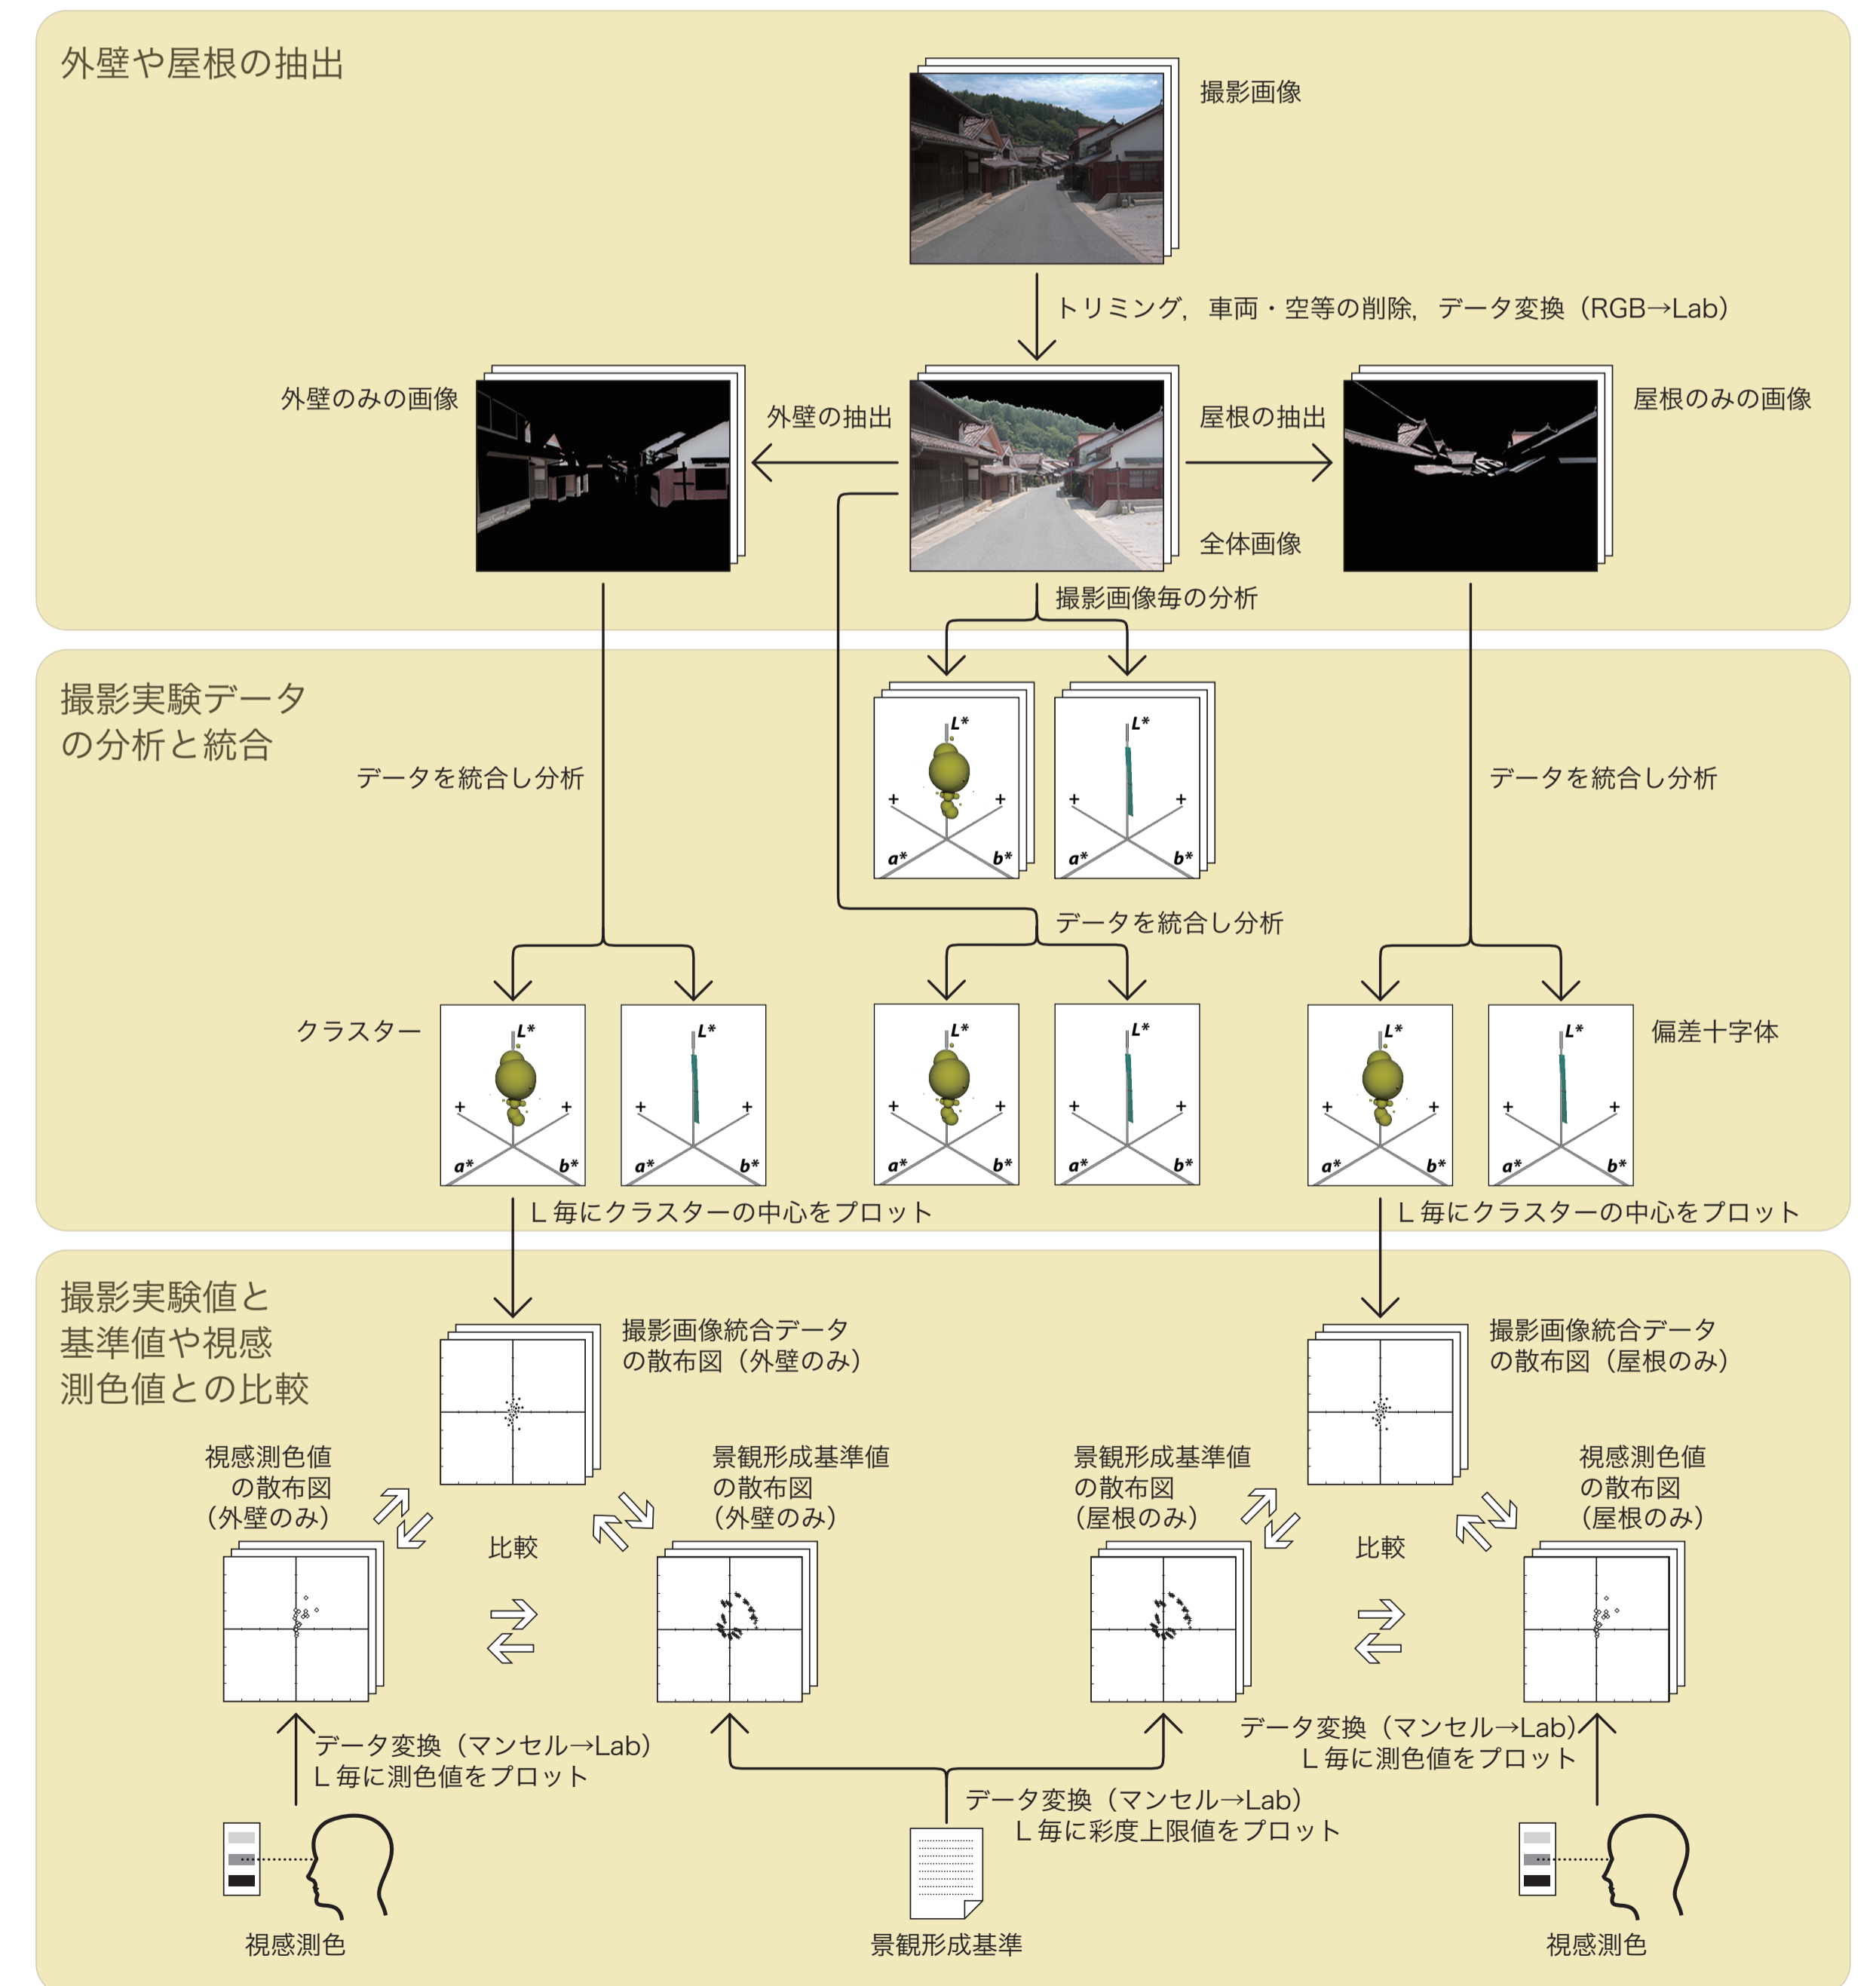 外壁や屋根の抽出
撮影画像
トリミング，車両・空等の削除，データ変換（RGB→Lab）
外壁のみの画像
外壁の抽出
屋根の抽出
屋根のみの画像
全体画像
撮影画像毎の分析
撮影実験データ
の分析と統合
L*
+
+
a*
b*
L*
+
+
a*
b*
データを統合し分析
データを統合し分析
データを統合し分析
クラスター
L*
+
+
a*
b*
L*
+
+
a*
b*
L*
+
+
a*
b*
L*
+
+
a*
b*
L*
+
+
a*
b*
L*
+
+
a*
b*
偏差十字体
L 毎にクラスターの中心をプロット
L 毎にクラスターの中心をプロット
撮影実験値と
基準値や視感
測色値との比較
撮影画像統合データ
の散布図（外壁のみ）
撮影画像統合データ
の散布図（屋根のみ）
視感測色値
の散布図
（外壁のみ）
景観形成基準値
の散布図
（外壁のみ）
景観形成基準値
の散布図
（屋根のみ）
視感測色値
の散布図
（屋根のみ）
比較
比較
データ変換（マンセル→Lab）
L 毎に測色値をプロット
データ変換（マンセル→Lab）
L 毎に測色値をプロット
データ変換（マンセル→Lab）
L 毎に彩度上限値をプロット
視感測色
景観形成基準
視感測色